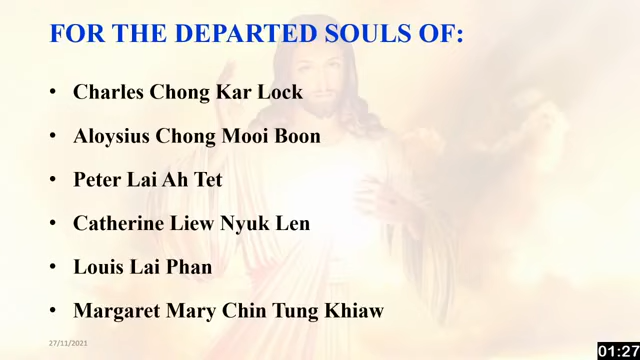 FOR THE DEPARTED SOULS OF:
• Charles Chong Kar Lock
• Aloysius Chong Mooi Boon
• Peter Lai Ah Tet
• Catherine Liew Nyuk Len
• Louis Lai Phan
• Margaret Mary Chin Tung Khiaw
27/11/2021
01:27